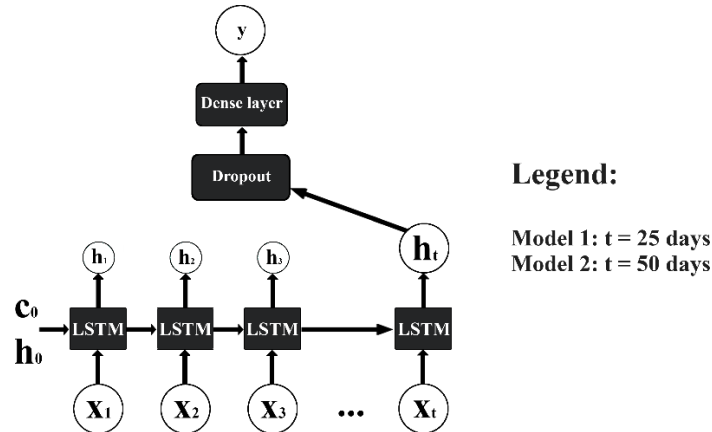 y
Dense layer
Dropout
Legend:
Model 1: t = 25 days
Model 2: t = 50 days
h₁ h₂ h₃ hₜ
c₀
LSTM LSTM LSTM LSTM
h₀
X₁ X₂ X₃ ... Xₜ